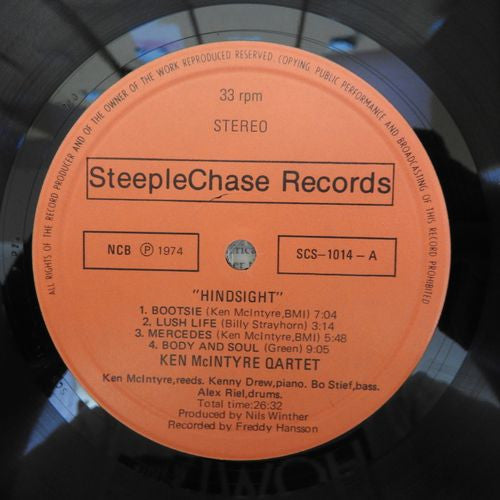 ALL RIGHTS OF THE RECORD PRODUCER AND OF THE OWNER OF THE WORK REPRODUCED RESERVED. COPYING PUBLIC PERFORMANCE AND BROADCASTING OF THIS RECORD PROHIBITED
33 rpm
STEREO
SteepleChase Records
NCB Ⓟ 1974
SCS-1014-A
"HINDSIGHT"
1. BOOTSIE (Ken McIntyre,BMI) 7:04
2. LUSH LIFE (Billy Strayhorn) 3:14
3. MERCEDES (Ken McIntyre,BMI) 5:48
4. BODY AND SOUL (Green) 9:05
KEN McINTYRE QARTET
Ken McIntyre,reeds. Kenny Drew,piano. Bo Stief,bass.
Alex Riel,drums.
Total time:26:32
Produced by Nils Winther
Recorded by Freddy Hansson